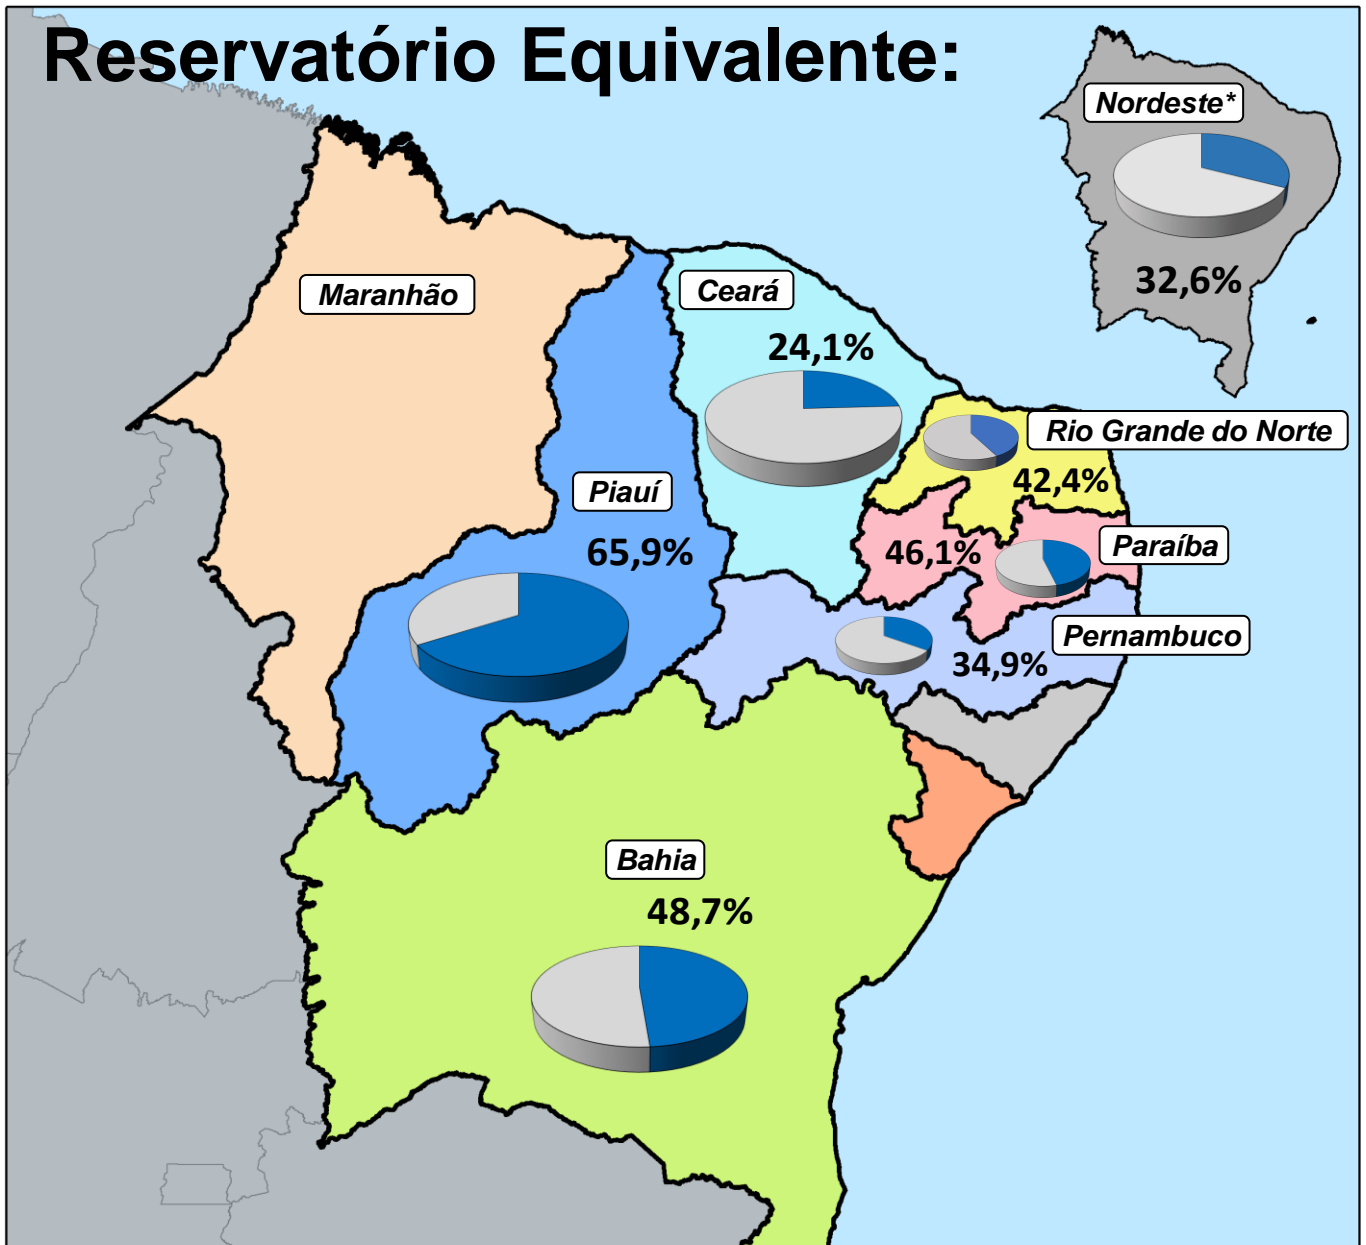 Reservatório Equivalente:
Nordeste*
32,6%
Maranhão
Ceará
24,1%
Rio Grande do Norte
42,4%
Piauí
65,9%
Paraíba
46,1%
Pernambuco
34,9%
Bahia
48,7%